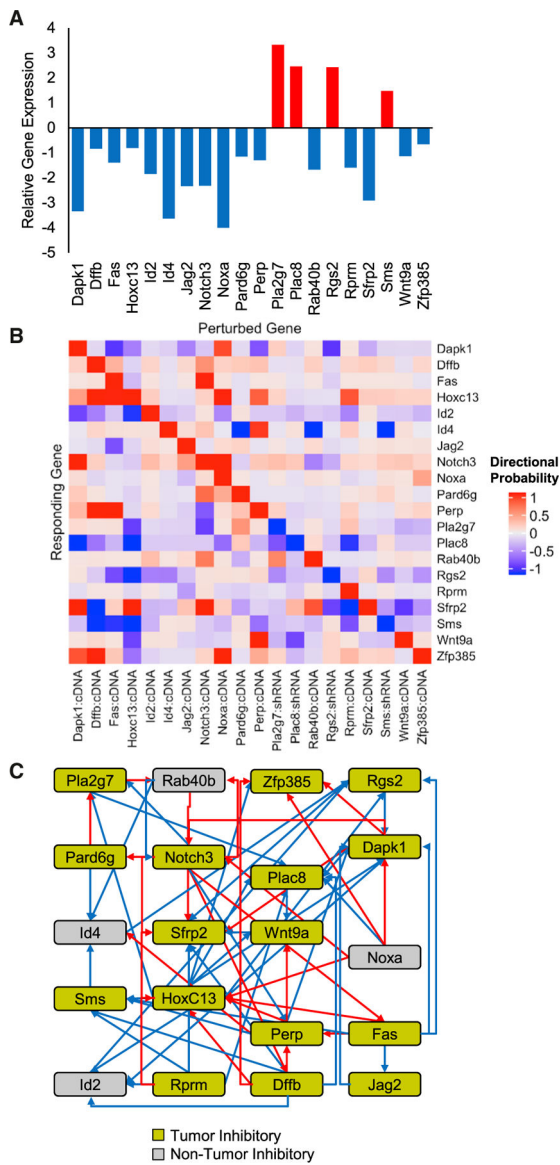 A
Relative Gene Expression
4
3
2
1
0
-1
-2
-3
-4
-5
Dapk1
Dffb
Fas
Hoxc13
Id2
Id4
Jag2
Notch3
Noxa
Pard6g
Perp
Pla2g7
Plac8
Rab40b
Rgs2
Rprm
Sfrp2
Sms
Wnt9a
Zfp385
B
Perturbed Gene
Responding Gene
Dapk1
Dffb
Fas
Hoxc13
Id2
Id4
Jag2
Notch3
Noxa
Pard6g
Perp
Pla2g7
Plac8
Rab40b
Rgs2
Rprm
Sfrp2
Sms
Wnt9a
Zfp385
Directional
Probability
1
0.5
0
-0.5
-1
Dapk1:cDNA
Dffb:cDNA
Fas:cDNA
Hoxc13:cDNA
Id2:cDNA
Id4:cDNA
Jag2:cDNA
Notch3:cDNA
Noxa:cDNA
Pard6g:cDNA
Perp:cDNA
Pla2g7:shRNA
Plac8:shRNA
Rab40b:cDNA
Rgs2:shRNA
Rprm:cDNA
Sfrp2:cDNA
Sms:shRNA
Wnt9a:cDNA
Zfp385:cDNA
C
Pla2g7 Rab40b Zfp385 Rgs2
Pard6g Notch3 Dapk1
Plac8
Id4 Sfrp2 Wnt9a
Noxa
Sms HoxC13
Perp Fas
Id2 Rprm Dffb Jag2
Tumor Inhibitory
Non-Tumor Inhibitory